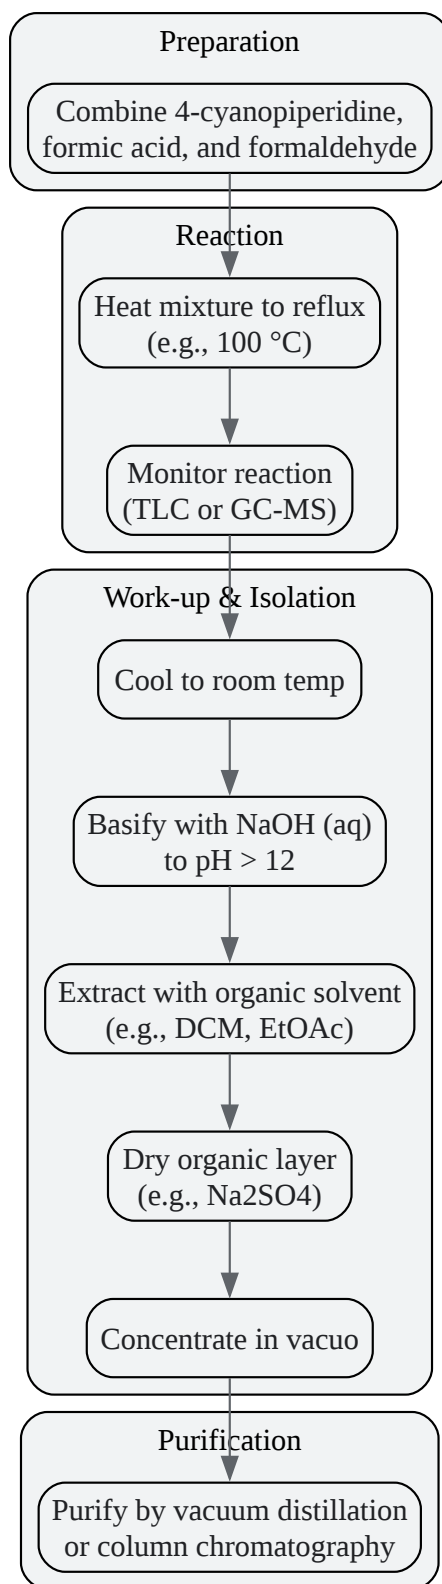 Preparation
Combine 4-cyanopiperidine,
formic acid, and formaldehyde
Reaction
Heat mixture to reflux
(e.g., 100 °C)
Monitor reaction
(TLC or GC-MS)
Work-up & Isolation
Cool to room temp
Basify with NaOH (aq)
to pH > 12
Extract with organic solvent
(e.g., DCM, EtOAc)
Dry organic layer
(e.g., Na2SO4)
Concentrate in vacuo
Purification
Purify by vacuum distillation
or column chromatography